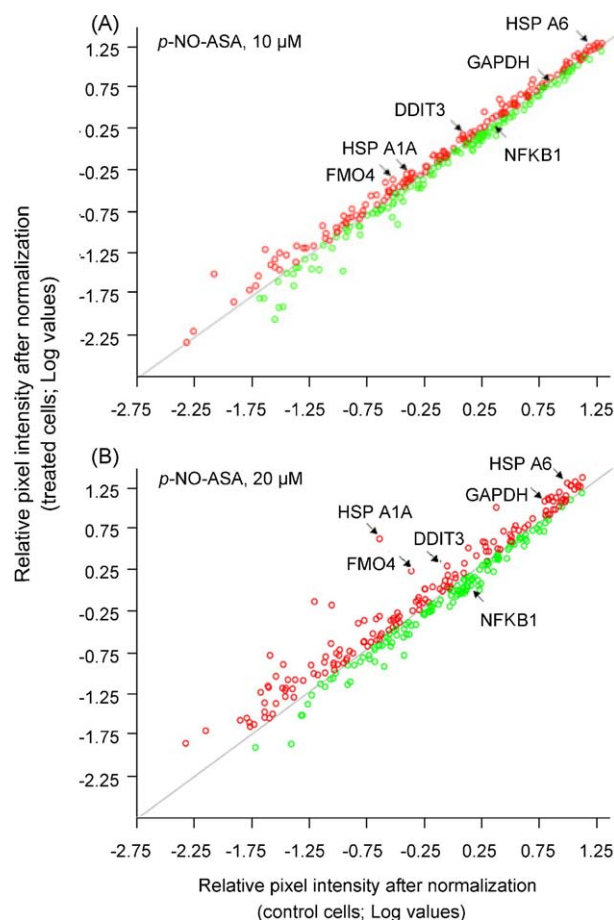 (A)
p-NO-ASA, 10 µM
HSP A6
GAPDH
DDIT3
HSP A1A
FMO4
NFKB1
1.25
0.75
0.25
-0.25
-0.75
-1.25
-1.75
-2.25
-2.75 -2.25 -1.75 -1.25 -0.75 -0.25 0.25 0.75 1.25
Relative pixel intensity after normalization
(treated cells; Log values)
(B)
p-NO-ASA, 20 µM
HSP A6
GAPDH
HSP A1A
DDIT3
FMO4
NFKB1
1.25
0.75
0.25
-0.25
-0.75
-1.25
-1.75
-2.25
-2.75 -2.25 -1.75 -1.25 -0.75 -0.25 0.25 0.75 1.25
Relative pixel intensity after normalization
(control cells; Log values)